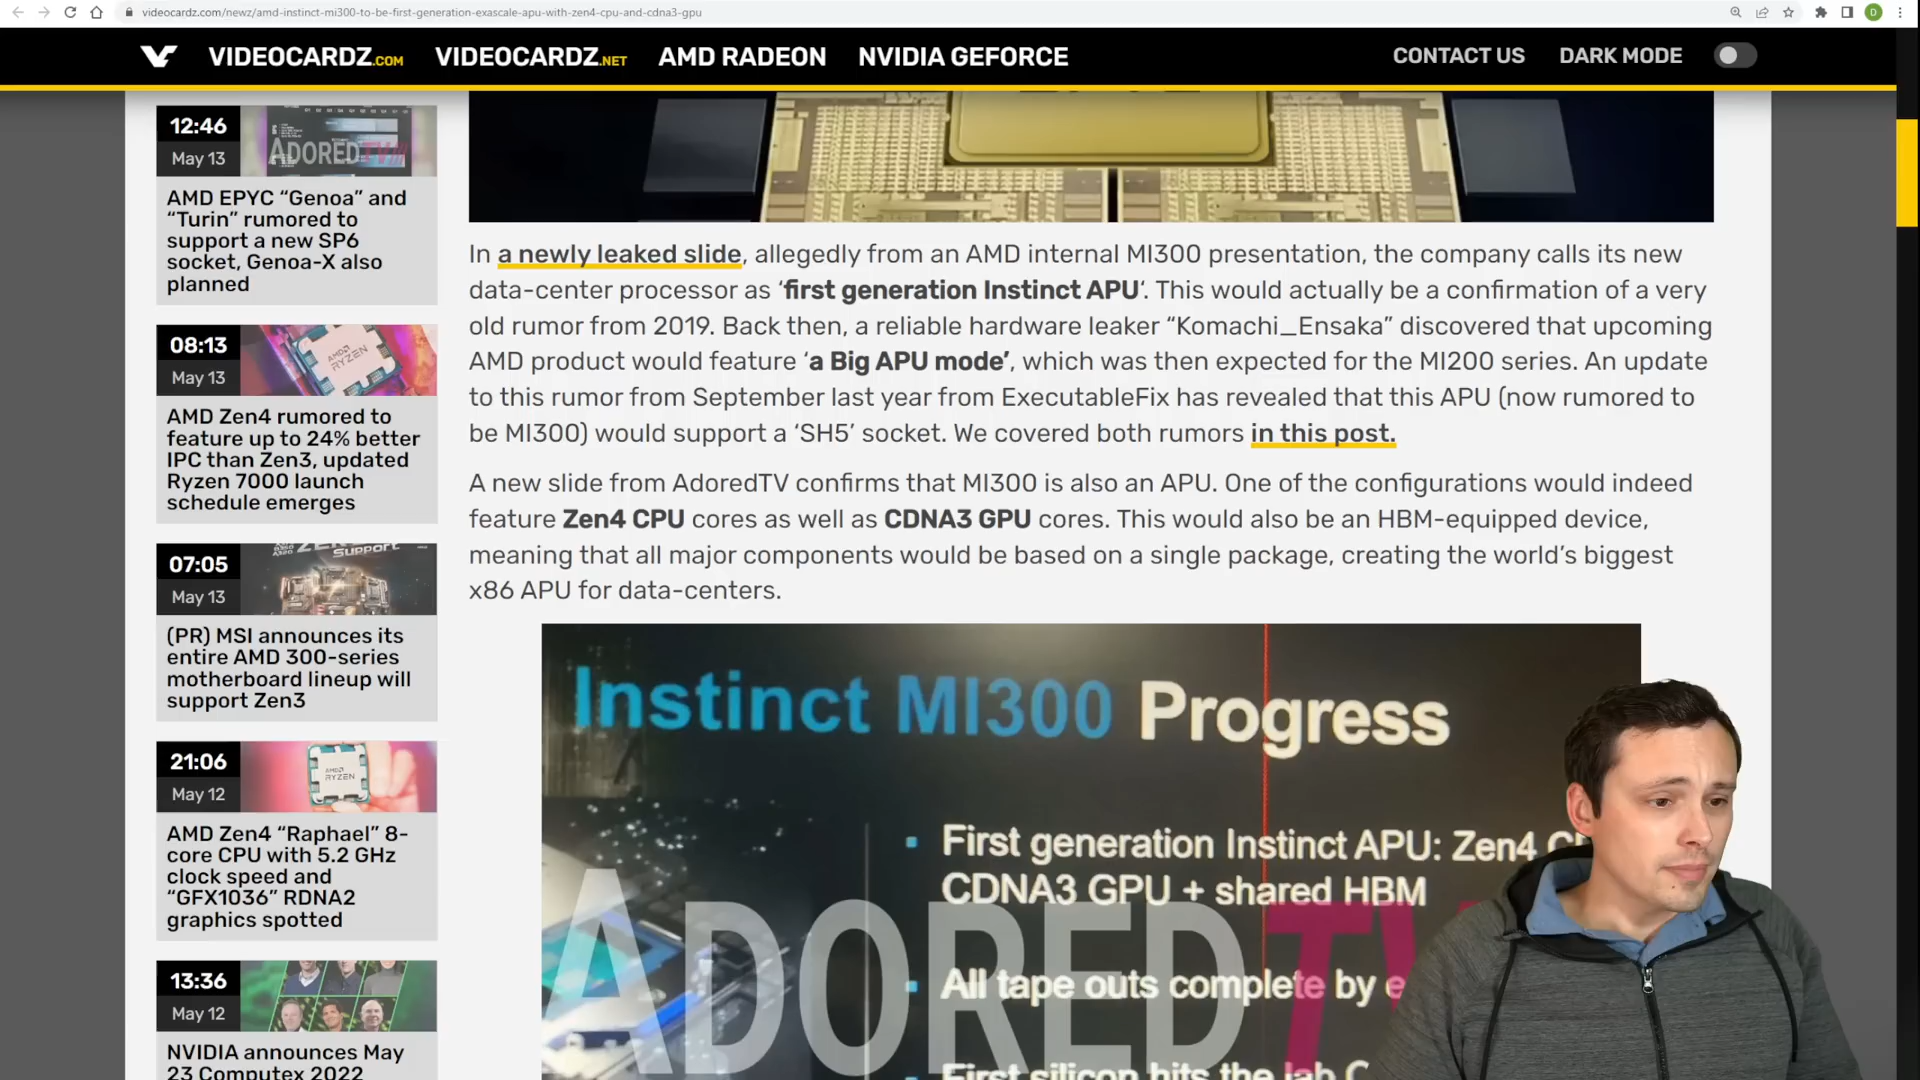 videocardz.com/newz/amd-instinct-mi300-to-be-first-generation-exascale-apu-with-zen4-cpu-and-cdna3-gpu
D
VIDEOCARDZ.COM VIDEOCARDZ.NET AMD RADEON NVIDIA GEFORCE CONTACT US DARK MODE
12:46
May 13
ADOREDTV
AMD EPYC “Genoa” and
“Turin” rumored to
support a new SP6
socket, Genoa-X also
planned
08:13
May 13
AMD
RYZEN
AMD Zen4 rumored to
feature up to 24% better
IPC than Zen3, updated
Ryzen 7000 launch
schedule emerges
07:05
May 13
SUPPORT
(PR) MSI announces its
entire AMD 300-series
motherboard lineup will
support Zen3
21:06
May 12
AMD
RYZEN
AMD Zen4 “Raphael” 8-
core CPU with 5.2 GHz
clock speed and
“GFX1036” RDNA2
graphics spotted
13:36
May 12
NVIDIA announces May
23 Computex 2022
In a newly leaked slide, allegedly from an AMD internal MI300 presentation, the company calls its new
data-center processor as ‘first generation Instinct APU‘. This would actually be a confirmation of a very
old rumor from 2019. Back then, a reliable hardware leaker “Komachi_Ensaka” discovered that upcoming
AMD product would feature ‘a Big APU mode’, which was then expected for the MI200 series. An update
to this rumor from September last year from ExecutableFix has revealed that this APU (now rumored to
be MI300) would support a ‘SH5’ socket. We covered both rumors in this post.
A new slide from AdoredTV confirms that MI300 is also an APU. One of the configurations would indeed
feature Zen4 CPU cores as well as CDNA3 GPU cores. This would also be an HBM-equipped device,
meaning that all major components would be based on a single package, creating the world’s biggest
x86 APU for data-centers.
Instinct MI300 Progress
First generation Instinct APU: Zen4
CDNA3 GPU + shared HBM
All tape outs complete by
First silicon hits the lab
ADOREDTV